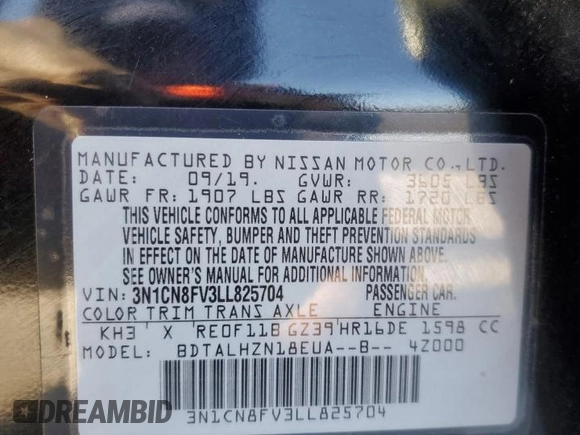 MANUFACTURED BY NISSAN MOTOR CO.,LTD.
DATE: 09/19. GVWR: 3605 LBS
GAWR FR: 1907 LBS GAWR RR: 1720 LBS
THIS VEHICLE CONFORMS TO ALL APPLICABLE FEDERAL MOTOR
VEHICLE SAFETY, BUMPER AND THEFT PREVENTION STANDARDS
IN EFFECT ON THE DATE OF MANUFACTURE SHOWN ABOVE.
SEE OWNER'S MANUAL FOR ADDITIONAL INFORMATION.
VIN: 3N1CN8FV3LL825704 PASSENGER CAR.
COLOR TRIM TRANS AXLE ENGINE
KH3 X RE0F11B GZ39 HR16DE 1598 CC
MODEL: BDTALHZN18EUA--B-- 4Z000
3N1CN8FV3LL825704
DREAMBID